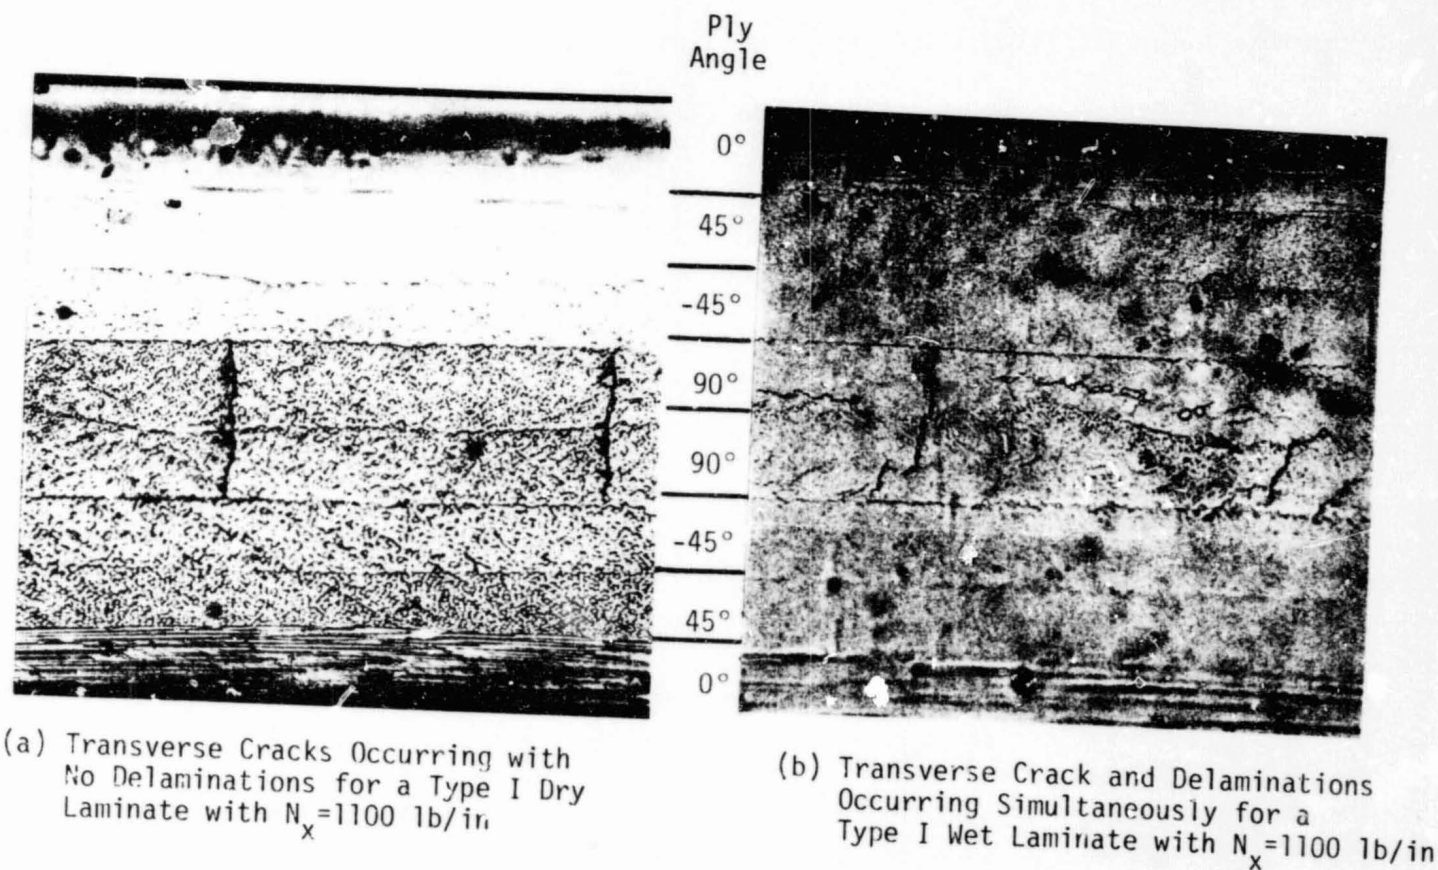 Ply
Angle
0°
45°
-45°
90°
90°
-45°
45°
0°
(a) Transverse Cracks Occurring with
No Delaminations for a Type I Dry
Laminate with Nx=1100 lb/in
(b) Transverse Crack and Delaminations
Occurring Simultaneously for a
Type I Wet Laminate with Nx=1100 lb/in